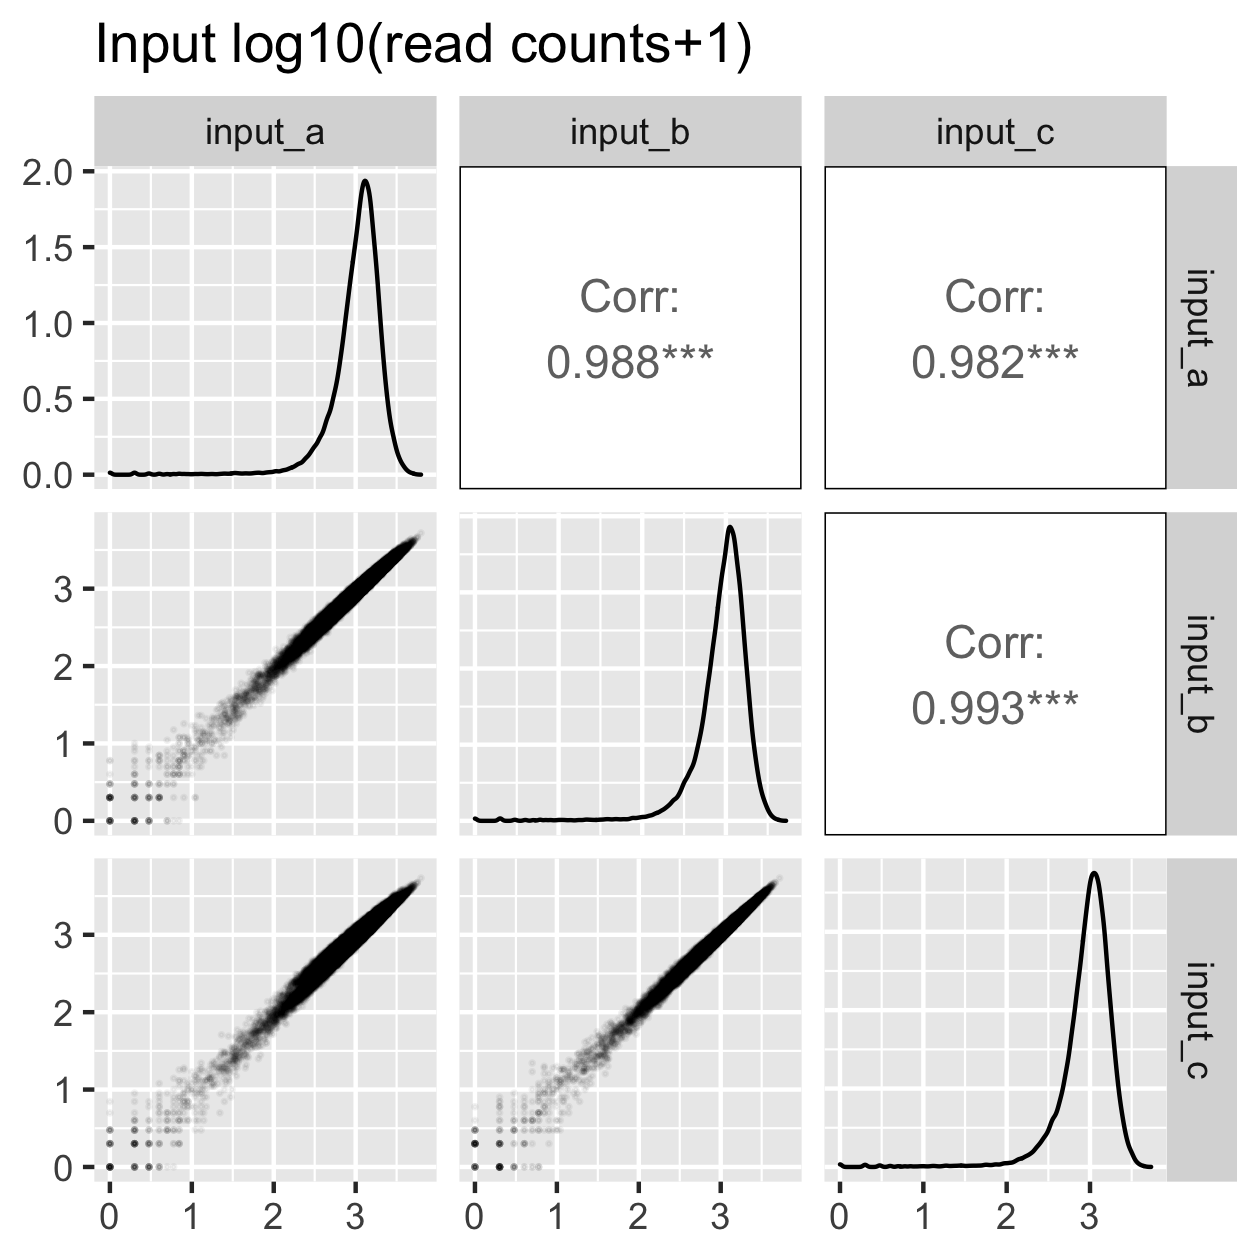 Input log10(read counts+1)
input_a
input_b
input_c
2.0
1.5
1.0
0.5
0.0
Corr:
0.988***
Corr:
0.982***
input_a
3
2
1
0
Corr:
0.993***
input_b
3
2
1
0
input_c
0 1 2 3
0 1 2 3
0 1 2 3